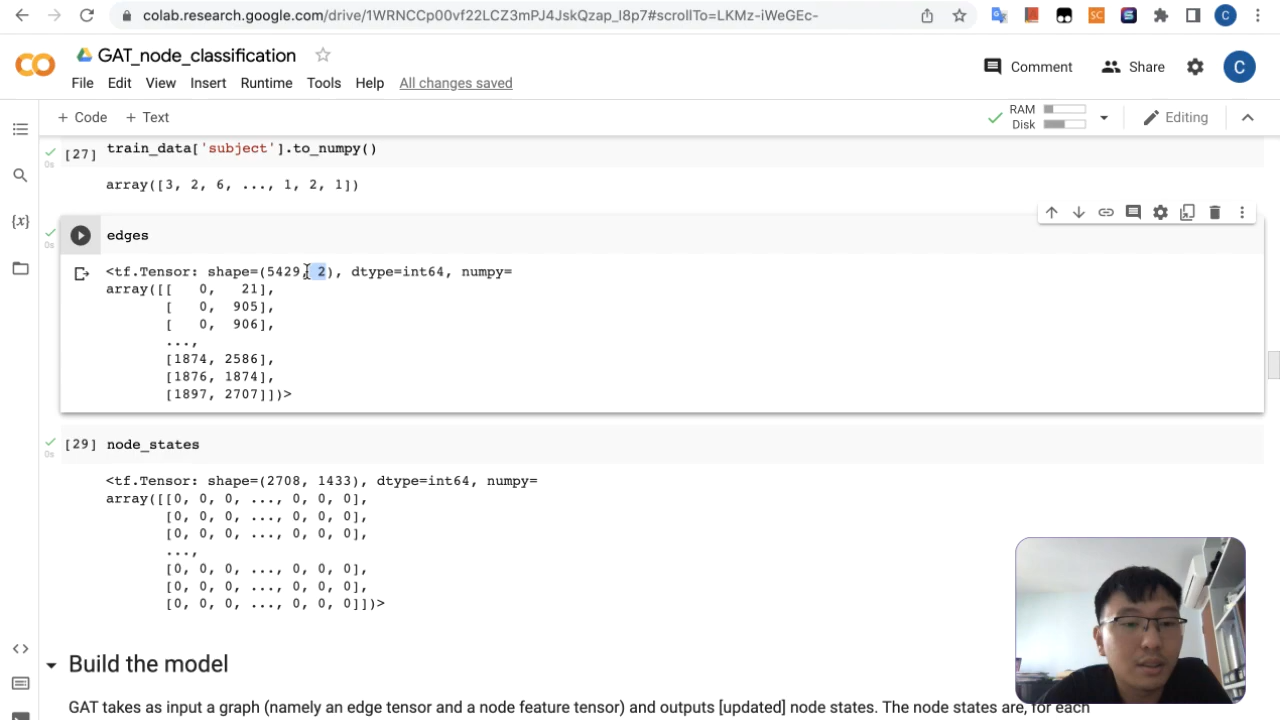 colab.research.google.com/drive/1WRNCCp00vf22LCZ3mPJ4JskQzap_I8p7#scrollTo=LKMz-iWeGEc-
SC
S
C
GAT_node_classification
File Edit View Insert Runtime Tools Help All changes saved
Comment
Share
C
+ Code + Text
RAM
Disk
Editing
{x}
[27] train_data['subject'].to_numpy()
0s
array([3, 2, 6, ..., 1, 2, 1])
edges
0s
<tf.Tensor: shape=(5429, 2), dtype=int64, numpy=
array([[ 0, 21],
[ 0, 905],
[ 0, 906],
...,
[1874, 2586],
[1876, 1874],
[1897, 2707]])>
[29] node_states
0s
<tf.Tensor: shape=(2708, 1433), dtype=int64, numpy=
array([[0, 0, 0, ..., 0, 0, 0],
[0, 0, 0, ..., 0, 0, 0],
[0, 0, 0, ..., 0, 0, 0],
...,
[0, 0, 0, ..., 0, 0, 0],
[0, 0, 0, ..., 0, 0, 0],
[0, 0, 0, ..., 0, 0, 0]])>
Build the model
GAT takes as input a graph (namely an edge tensor and a node feature tensor) and outputs [updated] node states. The node states are, for each